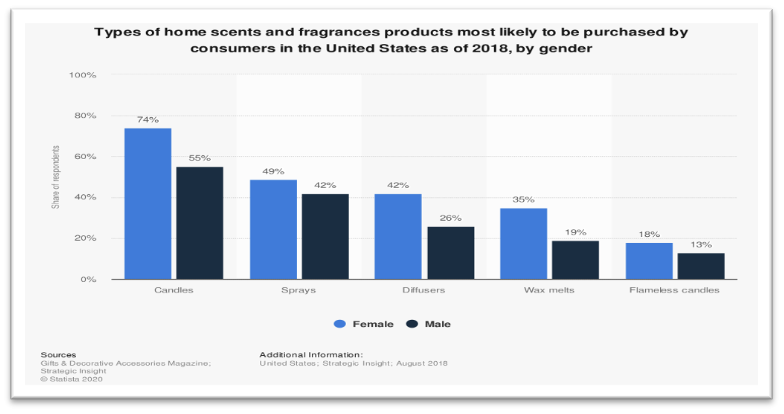 Types of home scents and fragrances products most likely to be purchased by
consumers in the United States as of 2018, by gender
Share of respondents
100%
80%
60%
40%
20%
0%
74%
55%
49%
42%
42%
26%
35%
19%
18%
13%
Candles
Sprays
Diffusers
Wax melts
Flameless candles
Female
Male
Sources
Gifts & Decorative Accessories Magazine;
Strategic Insight
© Statista 2020
Additional Information:
United States; Strategic Insight; August 2018